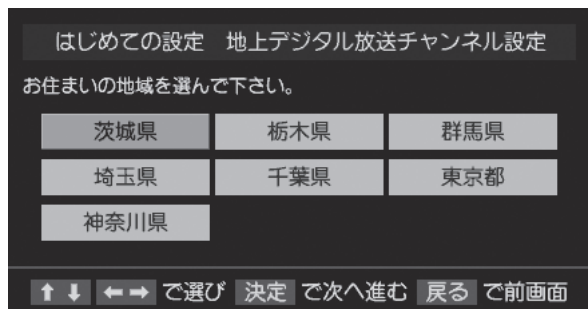 はじめての設定　地上デジタル放送チャンネル設定
お住まいの地域を選んで下さい。
茨城県　栃木県　群馬県
埼玉県　千葉県　東京都
神奈川県
↑ ↓ ←→ で選び 決定 で次へ進む 戻る で前画面